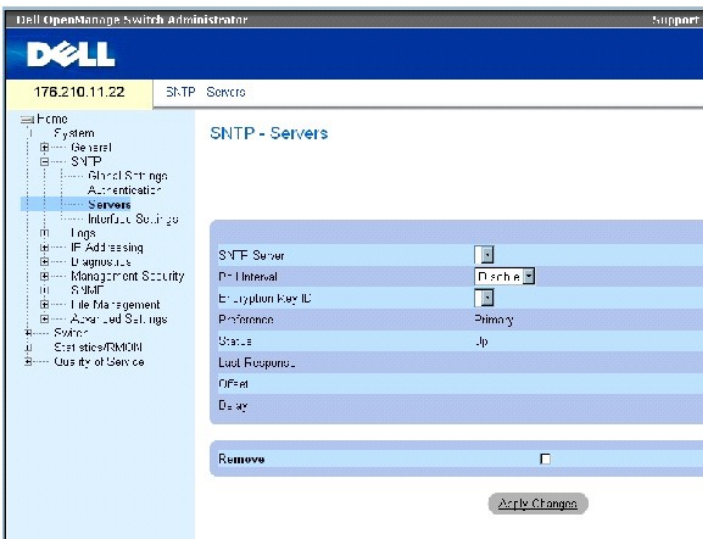 Dell OpenManage Switch Administrator
Support
DELL
176.210.11.22
SNTP Servers
Home
System
General
SNTP
Global Settings
Authentication
Servers
Interface Settings
Logs
IP Addressing
Diagnostics
Management Security
SNMP
File Management
Advanced Settings
Switch
Statistics/RMON
Quality of Service
SNTP - Servers
SNTP Server
Poll Interval
Disable
Encryption Key ID
Preference
Primary
Status
Up
Last Response
Offset
Delay
Remove
Apply Changes